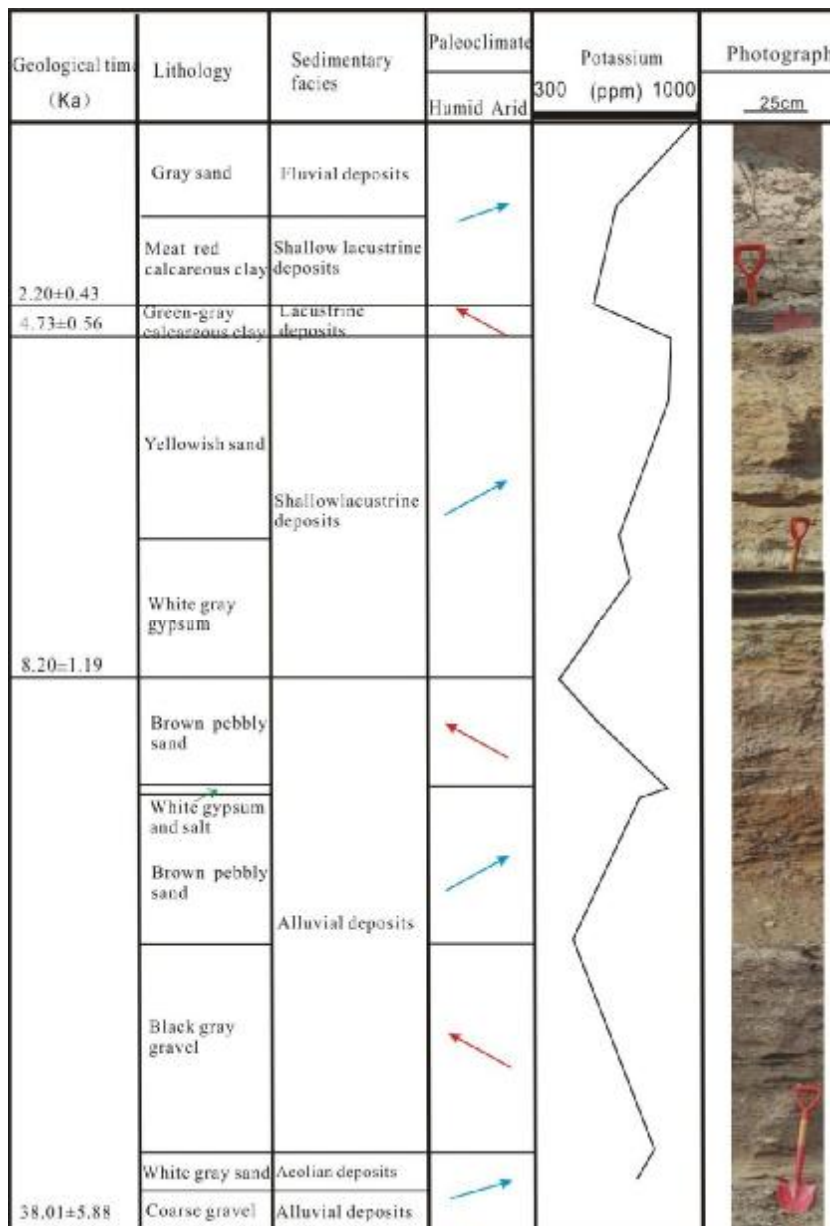 Geological time
(Ka)
Lithology
Sedimentary
facies
Paleoclimate
Humid Arid
Potassium
300 (ppm) 1000
Photograph
25cm
Gray sand
Fluvial deposits
Meat red
calcareous clay
Shallow lacustrine
deposits
2.20±0.43
4.73±0.56
Green-gray
calcareous clay
Lacustrine
deposits
Yellowish sand
Shallowlacustrine
deposits
White gray
gypsum
8.20±1.19
Brown pebbly
sand
White gypsum
and salt
Brown pebbly
sand
Alluvial deposits
Black gray
gravel
White gray sand
Aeolian deposits
38.01±5.88
Coarse gravel
Alluvial deposits